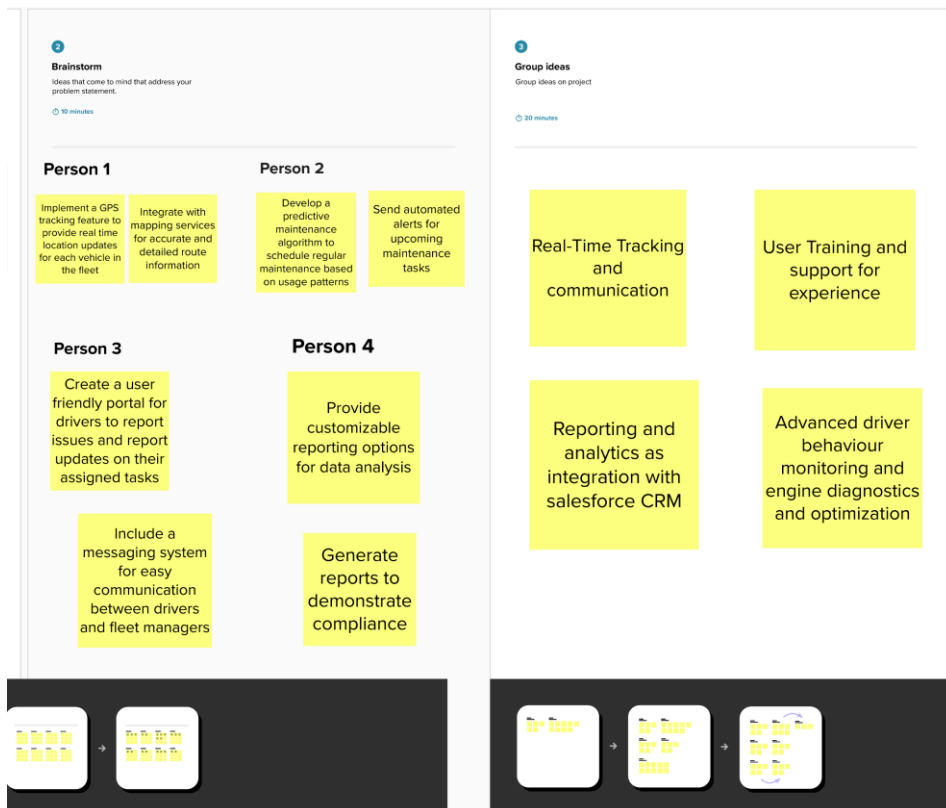 2
Brainstorm
Ideas that come to mind that address your
problem statement.
10 minutes
Person 1
Implement a GPS
tracking feature to
provide real time
location updates
for each vehicle in
the fleet
Integrate with
mapping services
for accurate and
detailed route
information
Person 2
Develop a
predictive
maintenance
algorithm to
schedule regular
maintenance based
on usage patterns
Send automated
alerts for
upcoming
maintenance
tasks
Person 3
Create a user
friendly portal for
drivers to report
issues and report
updates on their
assigned tasks
Include a
messaging system
for easy
communication
between drivers
and fleet managers
Person 4
Provide
customizable
reporting options
for data analysis
Generate
reports to
demonstrate
compliance
3
Group ideas
Group ideas on project
20 minutes
Real-Time Tracking
and
communication
User Training and
support for
experience
Reporting and
analytics as
integration with
salesforce CRM
Advanced driver
behaviour
monitoring and
engine diagnostics
and optimization